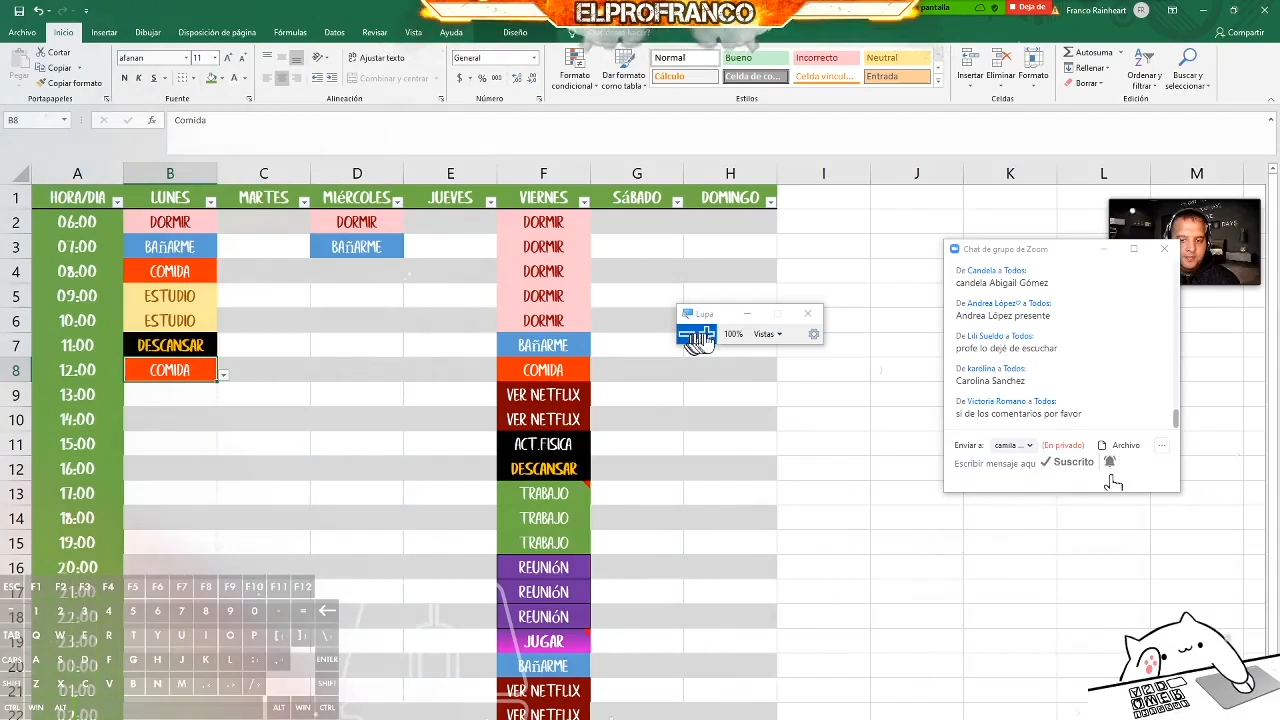 ELPROFRANCO
pantalla
Deja de
Franco Rainheart
FR
Archivo Inicio Insertar Dibujar Disposición de página Fórmulas Datos Revisar Vista Ayuda Diseño
Compartir
Pegar
Cortar
Copiar
Portapapeles
afanan 11
N K S
Fuente
Ajustar texto
Combinar y centrar
Alineación
General
Número
Formato condicional
Dar formato como tabla
Normal Bueno Incorrecto Neutral
Cálculo Celda de co... Celda vincul... Entrada
Estilos
Insertar Eliminar Formato
Celdas
Autosuma
Rellenar
Borrar
Ordenar y filtrar
Buscar y seleccionar
Edición
B8 fx Comida
A B C D E F G H I J K L M
1 HORA/DIA LUNES MARTES MIÉRCOLES JUEVES VIERNES SÁBADO DOMINGO
2 06:00 DORMIR DORMIR DORMIR
3 07:00 BAÑARME BAÑARME DORMIR
4 08:00 COMIDA DORMIR
5 09:00 ESTUDIO DORMIR
6 10:00 ESTUDIO DORMIR
7 11:00 DESCANSAR BAÑARME
8 12:00 COMIDA COMIDA
9 13:00 VER NETFLIX
10 14:00 VER NETFLIX
11 15:00 ACT.FISICA
12 16:00 DESCANSAR
13 17:00 TRABAJO
14 18:00 TRABAJO
15 19:00 TRABAJO
16 20:00 REUNIÓN
17 21:00 REUNIÓN
18 22:00 REUNIÓN
19 23:00 JUGAR
20 00:00 BAÑARME
21 01:00 VER NETFLIX
22 VER NETFLIX
Lupa
100% Vistas
Chat de grupo de Zoom
De Candela a Todos:
candela Abigail Gómez
De Andrea López♡ a Todos:
Andrea López presente
De Lili Sueldo a Todos:
profe lo dejé de escuchar
De karolina a Todos:
Carolina Sanchez
De Victoria Romano a Todos:
si de los comentarios por favor
Enviar a: camila ... (En privado) Archivo ...
Escribir mensaje aqu
Suscrito
ESC F1 F2 F3 F4 F5 F6 F7 F8 F9 F10 F11 F12
1 2 3 4 5 6 7 8 9 0 - =
TAB Q W E R T Y U I O P [ ] \
CAPS A S D F G H J K L ; ENTER
SHIFT Z X C V B N M , . / SHIFT
CTRL WIN ALT ALT WIN CTRL